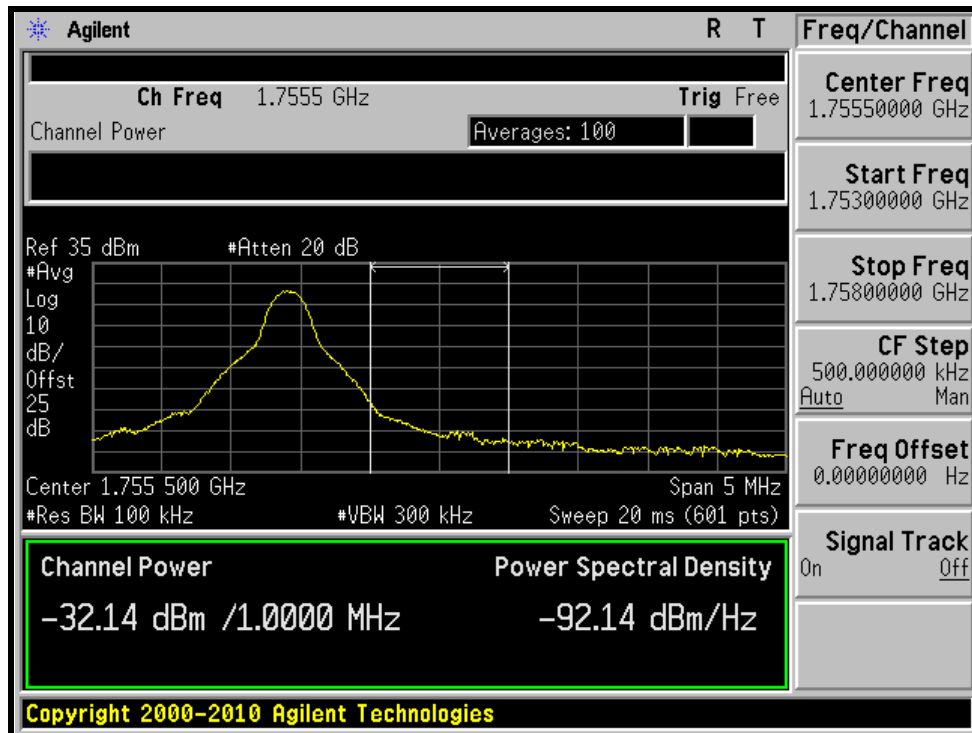 Agilent R T
Ch Freq 1.7555 GHz Trig Free
Channel Power Averages: 100
Ref 35 dBm #Atten 20 dB
#Avg
Log
10
dB/
Offst
25
dB
Center 1.755 500 GHz Span 5 MHz
#Res BW 100 kHz #VBW 300 kHz Sweep 20 ms (601 pts)
Channel Power Power Spectral Density
-32.14 dBm /1.0000 MHz -92.14 dBm/Hz
Copyright 2000-2010 Agilent Technologies
Freq/Channel
Center Freq
1.75550000 GHz
Start Freq
1.75300000 GHz
Stop Freq
1.75800000 GHz
CF Step
500.000000 kHz
Auto Man
Freq Offset
0.00000000 Hz
Signal Track
On Off